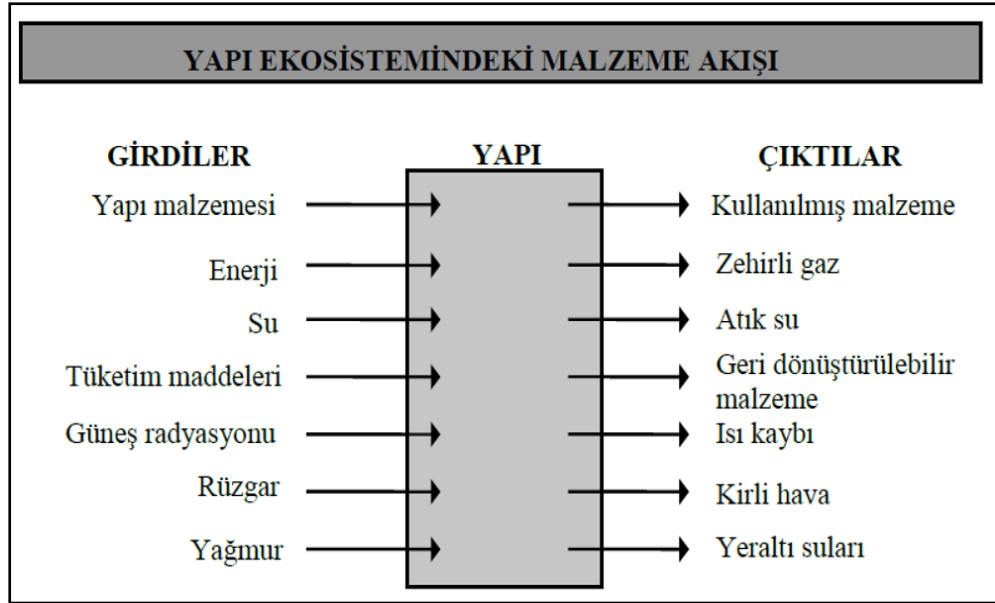 YAPI EKOSİSTEMİNDEKİ MALZEME AKIŞI
GİRDİLER
YAPI
ÇIKTILAR
Yapı malzemesi
Kullanılmış malzeme
Enerji
Zehirli gaz
Su
Atık su
Tüketim maddeleri
Geri dönüştürülebilir
malzeme
Güneş radyasyonu
Isı kaybı
Rüzgar
Kirli hava
Yağmur
Yeraltı suları